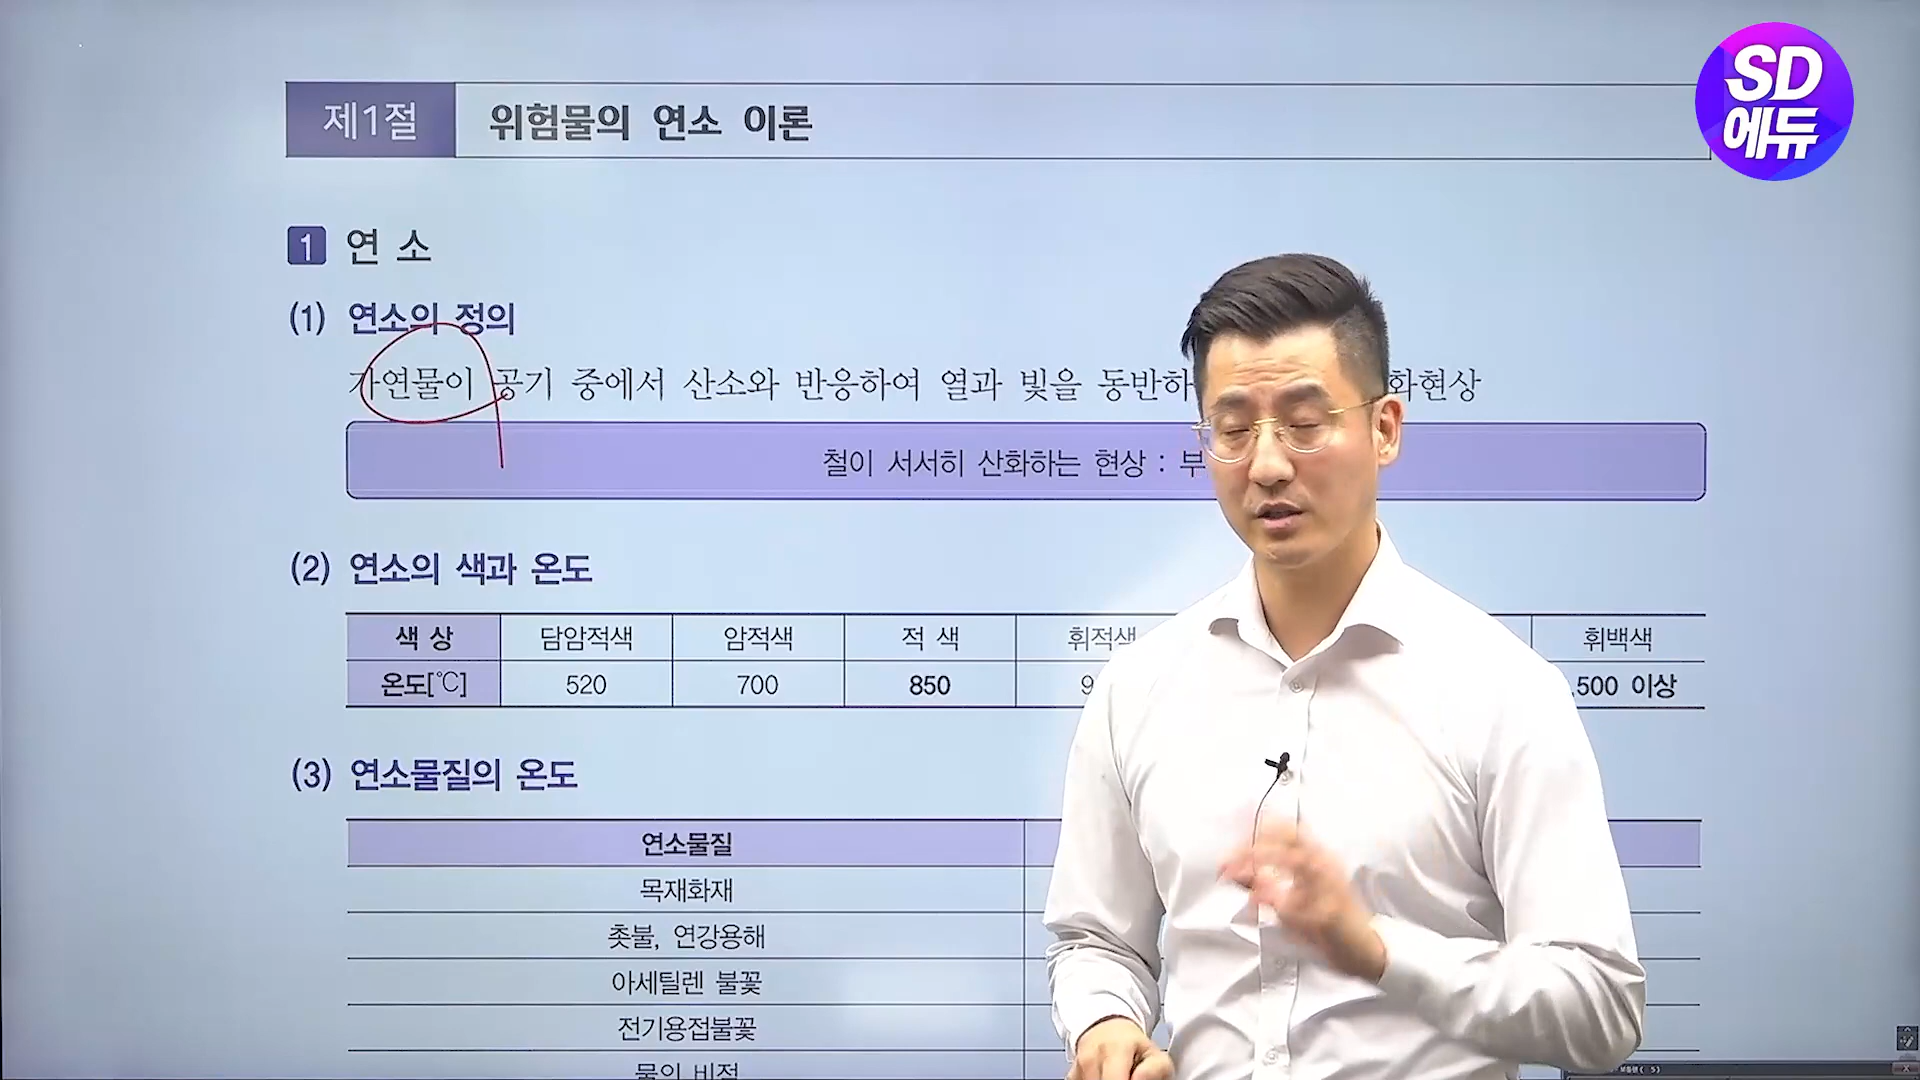 SD
에듀
제1절 위험물의 연소 이론
1 연 소
(1) 연소의 정의
가연물이 공기 중에서 산소와 반응하여 열과 빛을 동반하 화현상
철이 서서히 산화하는 현상 : 부
(2) 연소의 색과 온도
색 상 담암적색 암적색 적 색 휘적색 휘백색
온도[℃] 520 700 850 9 ,500 이상
(3) 연소물질의 온도
연소물질
목재화재
촛불, 연강용해
아세틸렌 불꽃
전기용접불꽃
물의 비점